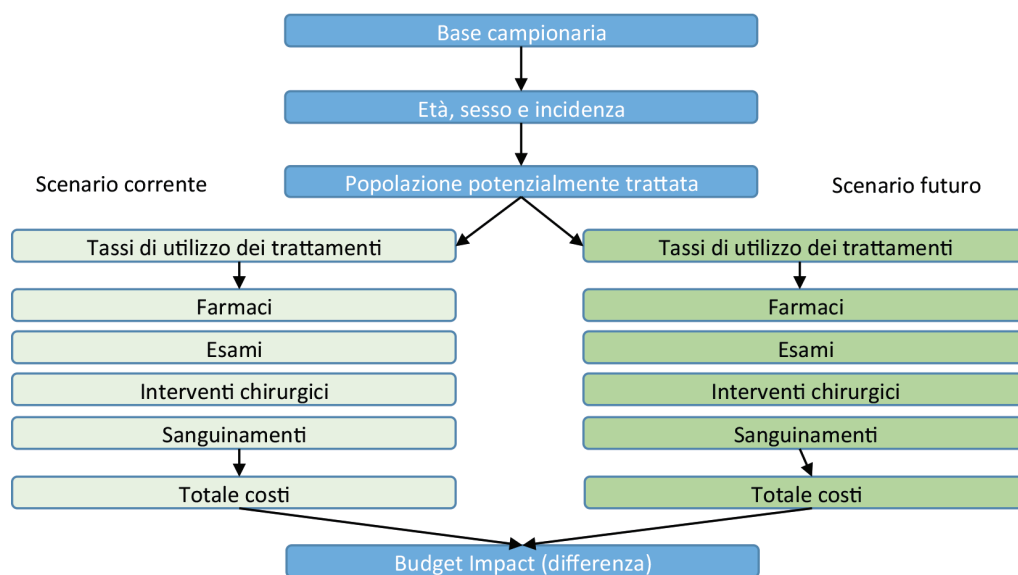 Base campionaria
Età, sesso e incidenza
Popolazione potenzialmente trattata
Scenario corrente
Scenario futuro
Tassi di utilizzo dei trattamenti
Farmaci
Esami
Interventi chirurgici
Sanguinamenti
Totale costi
Tassi di utilizzo dei trattamenti
Farmaci
Esami
Interventi chirurgici
Sanguinamenti
Totale costi
Budget Impact (differenza)